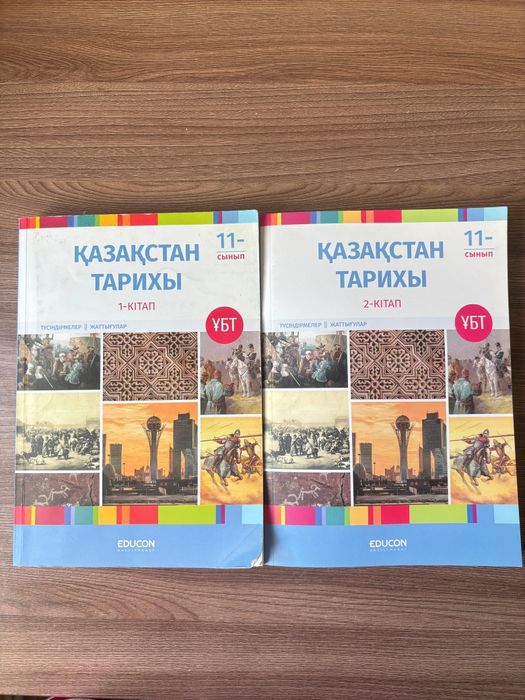 ҚАЗАҚСТАН
ТАРИХЫ
11-
СЫНЫП
1-КІТАП
ТҮСІНДІРМЕЛЕР || ЖАТТЫҒУЛАР
ҰБТ
EDUCON
ҚАЗАҚСТАН
ТАРИХЫ
11-
СЫНЫП
2-КІТАП
ТҮСІНДІРМЕЛЕР || ЖАТТЫҒУЛАР
ҰБТ
EDUCON